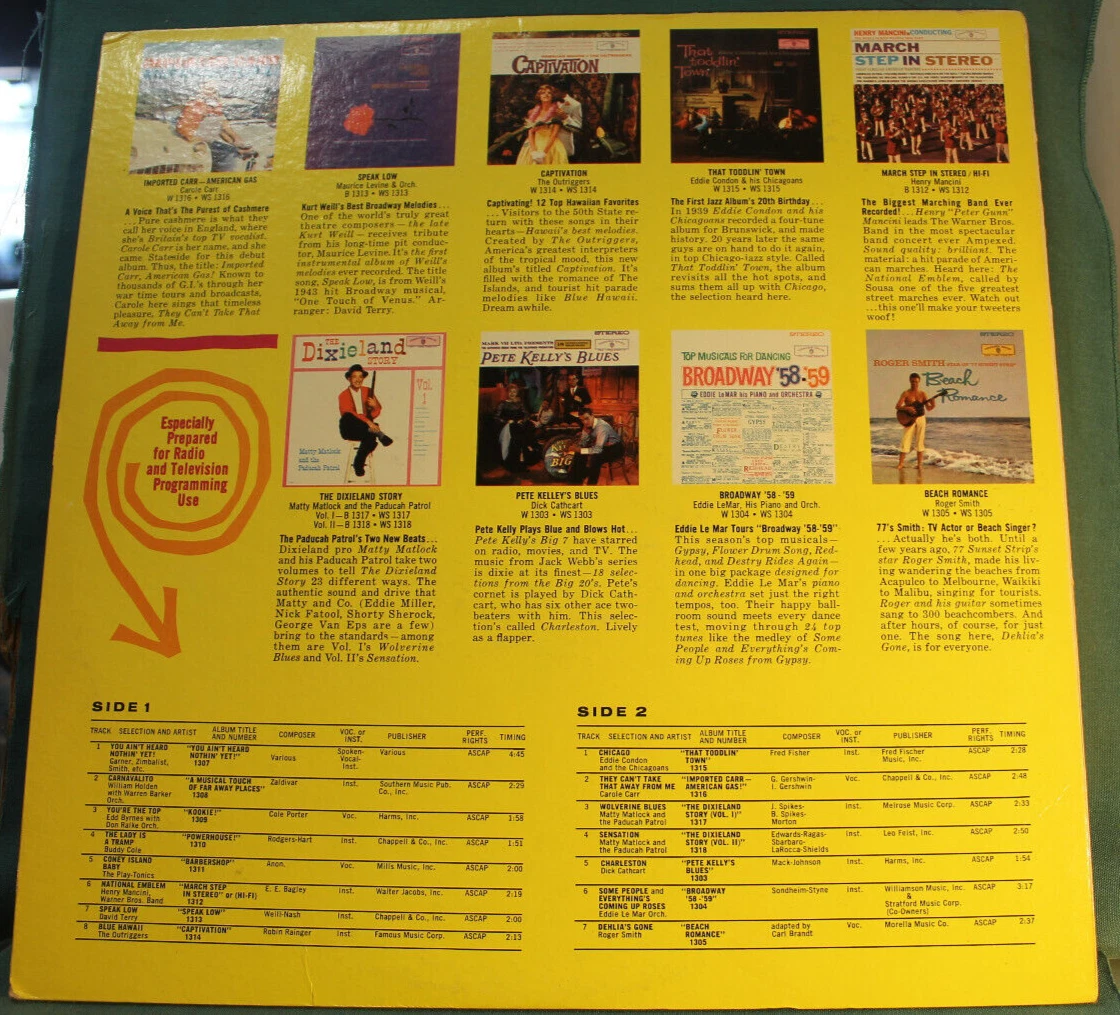 CAPTIVATION
That Toddlin' Town
HENRY MANCINI CONDUCTING
MARCH
STEP IN STEREO
IMPORTED CARR—AMERICAN GAS
Carole Carr
W 1316 • WS 1316
A Voice That's The Purest of Cashmere
...Pure cashmere is what they
call her voice in England, where
she's Britain's top TV vocalist.
Carole Carr is her name, and she
came Stateside for this debut
album. Thus, the title: Imported
Carr, American Gas! Known to
thousands of G.I.'s through her
war time tours and broadcasts,
Carole here sings that timeless
pleasure, They Can't Take That
Away from Me.
SPEAK LOW
Maurice Levine & Orch.
B 1313 • WS 1313
Kurt Weill's Best Broadway Melodies...
One of the world's truly great
theatre composers—the late
Kurt Weill—receives tribute
from his long-time pit conduc-
tor, Maurice Levine. It's the first
instrumental album of Weill's
melodies ever recorded. The title
song, Speak Low, is from Weill's
1943 hit Broadway musical,
"One Touch of Venus." Ar-
ranger: David Terry.
CAPTIVATION
The Outriggers
W 1314 • WS 1314
Captivating! 12 Top Hawaiian Favorites
...Visitors to the 50th State re-
turn with these songs in their
hearts—Hawaii's best melodies.
Created by The Outriggers,
America's greatest interpreters
of the tropical mood, this new
album's titled Captivation. It's
filled with the romance of The
Islands, and tourist hit parade
melodies like Blue Hawaii.
Dream awhile.
THAT TODDLIN' TOWN
Eddie Condon & his Chicagoans
W 1315 • WS 1315
The First Jazz Album's 20th Birthday...
In 1939 Eddie Condon and his
Chicagoans recorded a four-tune
album for Brunswick, and made
history. 20 years later the same
guys are on hand to do it again,
in top Chicago-jazz style. Called
That Toddlin' Town, the album
revisits all the hot spots, and
sums them all up with Chicago,
the selection heard here.
MARCH STEP IN STEREO/HI-FI
Henry Mancini
B 1312 • WS 1312
The Biggest Marching Band Ever
Recorded!...Henry "Peter Gunn"
Mancini leads The Warner Bros.
Band in the most spectacular
band concert ever Ampexed.
Sound quality: brilliant. The
material: a hit parade of Ameri-
can marches. Heard here: The
National Emblem, called by
Sousa one of the five greatest
street marches ever. Watch out
...this one'll make your tweeters
woof!
Especially
Prepared
for Radio
and Television
Programming
Use
THE
Dixieland
STORY
Vol.
1
Matty Matlock
and the
Paducah Patrol
THE DIXIELAND STORY
Matty Matlock and the Paducah Patrol
Vol. I—B 1317 • WS 1317
Vol. II—B 1318 • WS 1318
The Paducah Patrol's Two New Beats...
Dixieland pro Matty Matlock
and his Paducah Patrol take two
volumes to tell The Dixieland
Story 23 different ways. The
authentic sound and drive that
Matty and Co. (Eddie Miller,
Nick Fatool, Shorty Sherock,
George Van Eps are a few)
bring to the standards—among
them are Vol. I's Wolverine
Blues and Vol. II's Sensation.
STEREO
MARK VII LTD. PRESENTS
PETE KELLY'S BLUES
PETE KELLEY'S BLUES
Dick Cathcart
W 1303 • WS 1303
Pete Kelly Plays Blue and Blows Hot...
Pete Kelly's Big 7 have starred
on radio, movies, and TV. The
music from Jack Webb's series
is dixie at its finest—18 selec-
tions from the Big 20's. Pete's
cornet is played by Dick Cath-
cart, who has six other ace two-
beaters with him. This selec-
tion's called Charleston. Lively
as a flapper.
STEREO
TOP MUSICALS FOR DANCING
BROADWAY '58-'59
EDDIE LeMAR his PIANO and ORCHESTRA
BROADWAY '58-'59
Eddie LeMar, His Piano and Orch.
W 1304 • WS 1304
Eddie Le Mar Tours "Broadway '58-'59"
This season's top musicals—
Gypsy, Flower Drum Song, Red-
head, and Destry Rides Again—
in one big package designed for
dancing. Eddie Le Mar's piano
and orchestra set just the right
tempos, too. Their happy ball-
room sound meets every dance
test, moving through 24 top
tunes like the medley of Some
People and Everything's Com-
ing Up Roses from Gypsy.
STEREO
ROGER SMITH
Beach
Romance
BEACH ROMANCE
Roger Smith
W 1305 • WS 1305
77's Smith: TV Actor or Beach Singer?
...Actually he's both. Until a
few years ago, 77 Sunset Strip's
star Roger Smith, made his liv-
ing wandering the beaches from
Acapulco to Melbourne, Waikiki
to Malibu, singing for tourists.
Roger and his guitar sometimes
sang to 300 beachcombers. And
after hours, of course, for just
one. The song here, Dehlia's
Gone, is for everyone.
SIDE 1
TRACK SELECTION AND ARTIST ALBUM TITLE AND NUMBER COMPOSER VOC. or INST. PUBLISHER PERF. RIGHTS TIMING
1 YOU AIN'T HEARD NOTHIN' YET! Garner, Zimbalist, Smith, etc. "YOU AIN'T HEARD NOTHIN' YET!" 1307 Various Spoken-Vocal-Inst. Various ASCAP 4:45
2 CARNAVALITO William Holden with Warren Barker Orch. "A MUSICAL TOUCH OF FAR AWAY PLACES" 1308 Zaldivar Inst. Southern Music Pub. Co., Inc. ASCAP 2:29
3 YOU'RE THE TOP Edd Byrnes with Don Ralke Orch. "KOOKIE!" 1309 Cole Porter Voc. Harms, Inc. ASCAP 1:58
4 THE LADY IS A TRAMP Buddy Cole "POWERHOUSE!" 1310 Rodgers-Hart Inst. Chappell & Co., Inc. ASCAP 1:51
5 CONEY ISLAND BABY The Play-Tonics "BARBERSHOP" 1311 Anon. Voc. Mills Music, Inc. ASCAP 2:00
6 NATIONAL EMBLEM Henry Mancini, Warner Bros. Band "MARCH STEP IN STEREO" or (HI-FI) 1312 E. E. Bagley Inst. Walter Jacobs, Inc. ASCAP 2:19
7 SPEAK LOW David Terry "SPEAK LOW" 1313 Weill-Nash Inst. Chappell & Co., Inc. ASCAP 2:00
8 BLUE HAWAII The Outriggers "CAPTIVATION" 1314 Robin Rainger Inst. Famous Music Corp. ASCAP 2:13
SIDE 2
TRACK SELECTION AND ARTIST ALBUM TITLE AND NUMBER COMPOSER VOC. or INST. PUBLISHER PERF. RIGHTS TIMING
1 CHICAGO Eddie Condon and the Chicagoans "THAT TODDLIN' TOWN" 1315 Fred Fisher Inst. Fred Fischer Music, Inc. ASCAP 2:28
2 THEY CAN'T TAKE THAT AWAY FROM ME Carole Carr "IMPORTED CARR—AMERICAN GAS!" 1316 G. Gershwin-I. Gershwin Voc. Chappell & Co., Inc. ASCAP 2:48
3 WOLVERINE BLUES Matty Matlock and the Paducah Patrol "THE DIXIELAND STORY (VOL. I)" 1317 J. Spikes-B. Spikes-Morton Inst. Melrose Music Corp. ASCAP 2:33
4 SENSATION Matty Matlock and the Paducah Patrol "THE DIXIELAND STORY (VOL. II)" 1318 Edwards-Ragas-Sbarbaro-LaRocca-Shields Inst. Leo Feist, Inc. ASCAP 2:50
5 CHARLESTON Dick Cathcart "PETE KELLY'S BLUES" 1303 Mack-Johnson Inst. Harms, Inc. ASCAP 1:54
6 SOME PEOPLE and EVERYTHING'S COMING UP ROSES Eddie Le Mar Orch. "BROADWAY '58-'59" 1304 Sondheim-Styne Inst. Williamson Music, Inc. & Stratford Music Corp. (Co-Owners) ASCAP 3:17
7 DEHLIA'S GONE Roger Smith "BEACH ROMANCE" 1305 adapted by Carl Brandt Voc. Morella Music Co. ASCAP 2:37